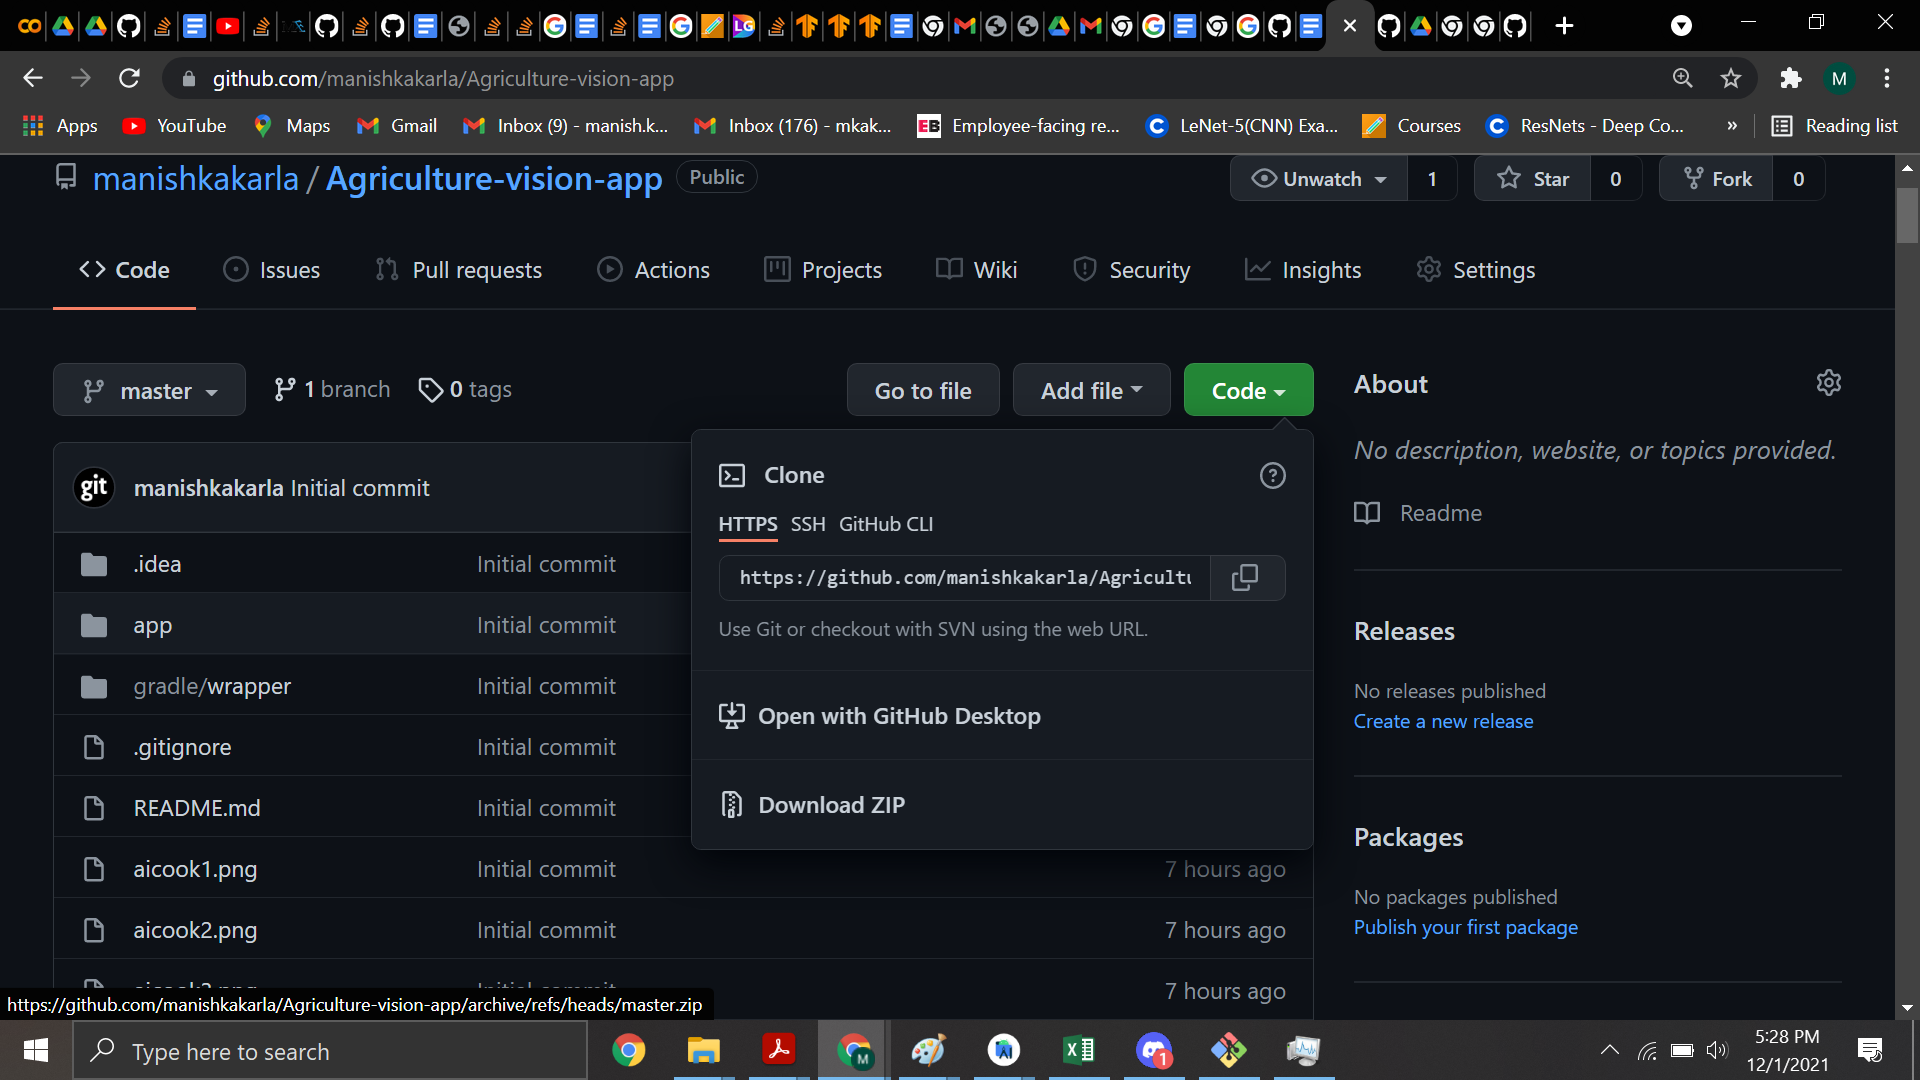 github.com/manishkakarla/Agriculture-vision-app
M
Apps
YouTube
Maps
Gmail
Inbox (9) - manish.k...
Inbox (176) - mkak...
EB Employee-facing re...
C LeNet-5(CNN) Exa...
Courses
C ResNets - Deep Co...
»
Reading list
manishkakarla / Agriculture-vision-app
Public
Unwatch 1
Star 0
Fork 0
Code
Issues
Pull requests
Actions
Projects
Wiki
Security
Insights
Settings
master
1 branch
0 tags
Go to file
Add file
Code
git
manishkakarla Initial commit
.idea Initial commit
app Initial commit
gradle/wrapper Initial commit
.gitignore Initial commit
README.md Initial commit
aicook1.png Initial commit 7 hours ago
aicook2.png Initial commit 7 hours ago
7 hours ago
Clone
HTTPS SSH GitHub CLI
https://github.com/manishkakarla/Agricultu
Use Git or checkout with SVN using the web URL.
Open with GitHub Desktop
Download ZIP
About
No description, website, or topics provided.
Readme
Releases
No releases published
Create a new release
Packages
No packages published
Publish your first package
https://github.com/manishkakarla/Agriculture-vision-app/archive/refs/heads/master.zip
Type here to search
M
1
5:28 PM
12/1/2021